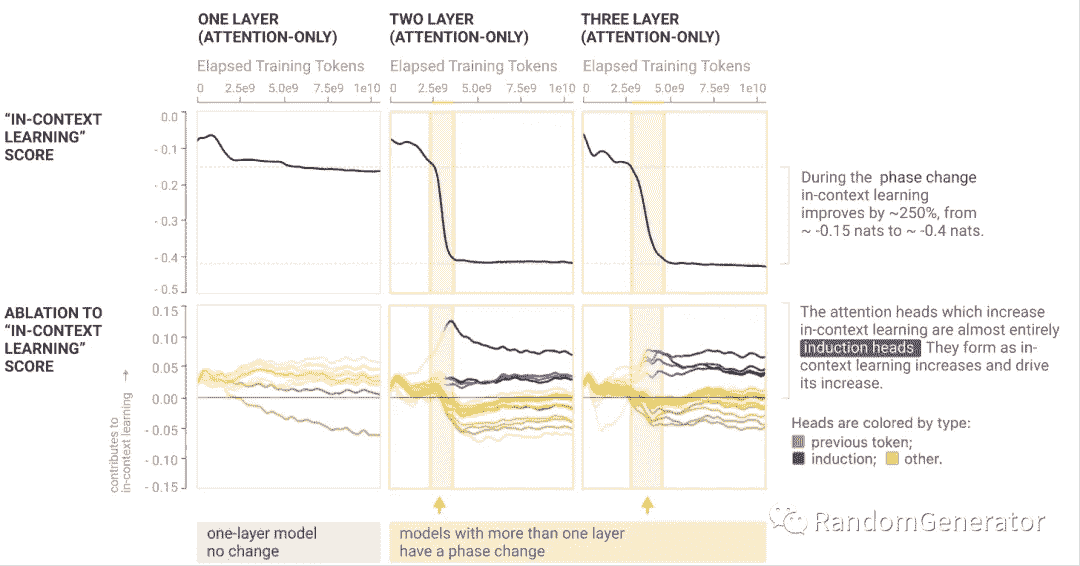 ONE LAYER
(ATTENTION-ONLY)
TWO LAYER
(ATTENTION-ONLY)
THREE LAYER
(ATTENTION-ONLY)
Elapsed Training Tokens
Elapsed Training Tokens
Elapsed Training Tokens
0 2.5e9 7.5e9 1e10
0 2.5e9 7.5e9 1e10
0 2.5e9 7.5e9 1e10
“IN-CONTEXT
LEARNING”
SCORE
0.0
-0.1
-0.2
-0.3
-0.4
-0.5
During the phase change
in-context learning
improves by ~250%, from
~ -0.15 nats to ~ -0.4 nats.
ABLATION TO
“IN-CONTEXT
LEARNING”
SCORE
contributes to
in-context learning →
0.15
0.10
0.05
0.00
-0.05
-0.10
-0.15
The attention heads which increase
in-context learning are almost entirely
induction heads. They form as in-
context learning increases and drive
its increase.
Heads are colored by type:
previous token;
induction; other.
one-layer model
no change
models with more than one layer
have a phase change
RandomGenerator